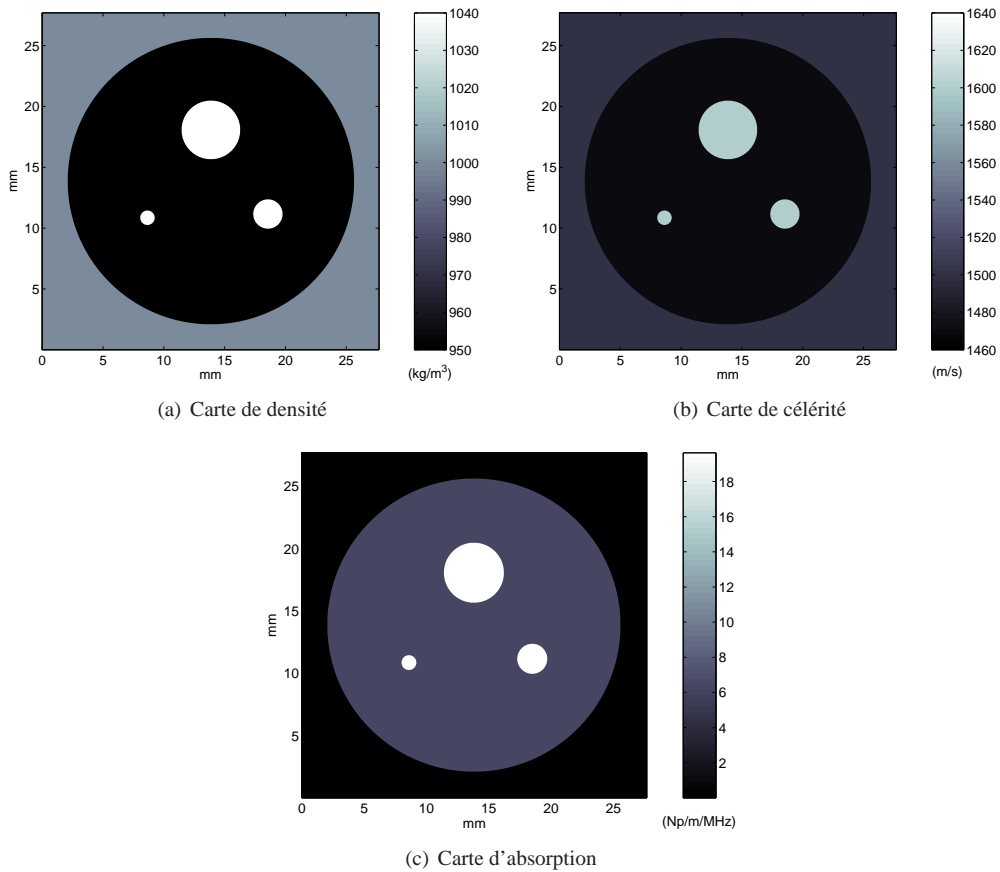 25
20
15
10
5
mm
0 5 10 15 20 25
mm
1040
1030
1020
1010
1000
990
980
970
960
950
(kg/m³)
(a) Carte de densité
25
20
15
10
5
mm
0 5 10 15 20 25
mm
1640
1620
1600
1580
1560
1540
1520
1500
1480
1460
(m/s)
(b) Carte de célérité
25
20
15
10
5
mm
0 5 10 15 20 25
mm
18
16
14
12
10
8
6
4
2
(Np/m/MHz)
(c) Carte d'absorption